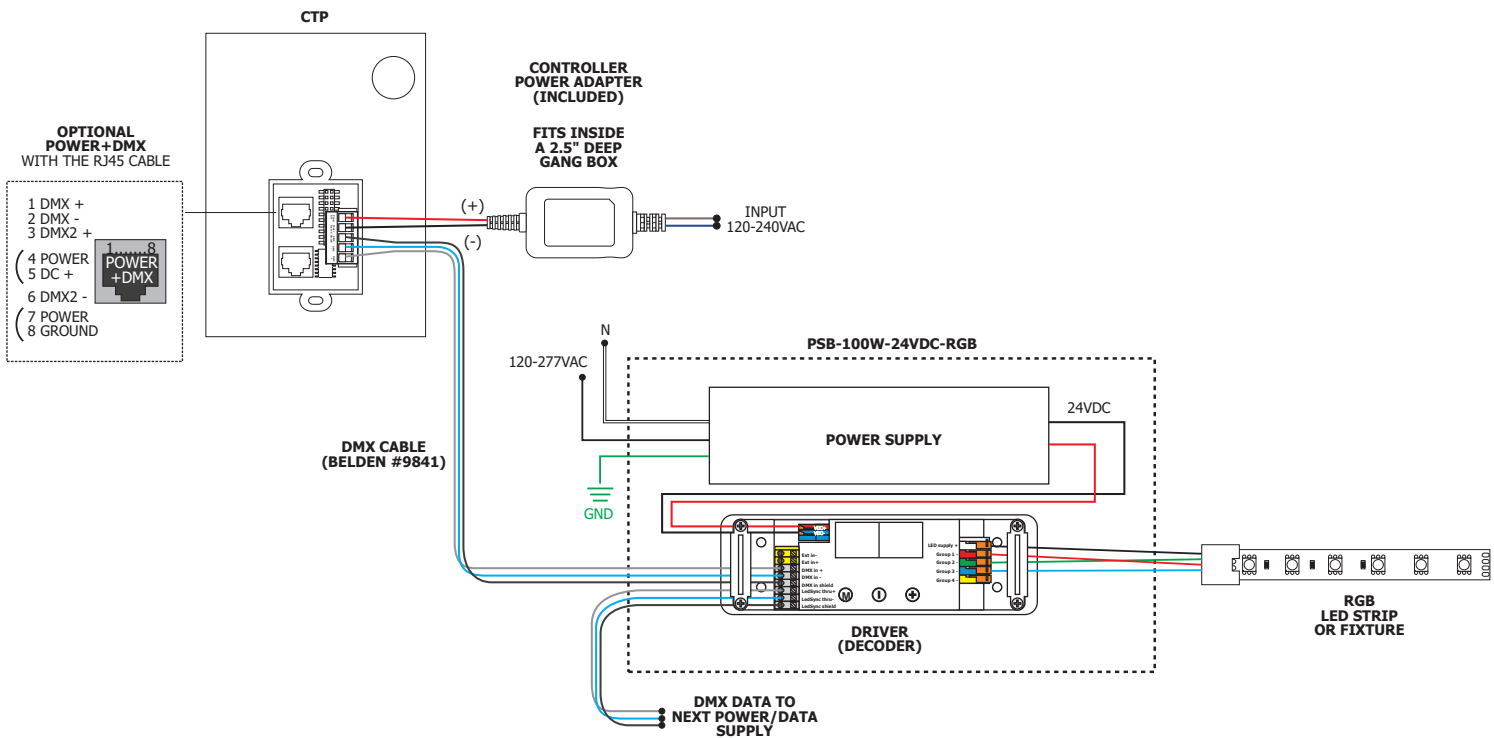 CTP
CONTROLLER
POWER ADAPTER
(INCLUDED)
FITS INSIDE
A 2.5" DEEP
GANG BOX
OPTIONAL
POWER+DMX
WITH THE RJ45 CABLE
1 DMX +
2 DMX -
3 DMX2 +
4 POWER
5 DC +
6 DMX2 -
7 POWER
8 GROUND
1 8
POWER
+DMX
(+)
(-)
INPUT
120-240VAC
N
120-277VAC
PSB-100W-24VDC-RGB
24VDC
POWER SUPPLY
DMX CABLE
(BELDEN #9841)
GND
Ext in-
Ext in+
DMX in +
DMX in -
DMX in shield
LedSync thru+
LedSync thru-
LedSync shield
M
LED supply +
Group 1 -
Group 2 -
Group 3 -
Group 4 -
DRIVER
(DECODER)
RGB
LED STRIP
OR FIXTURE
DMX DATA TO
NEXT POWER/DATA
SUPPLY